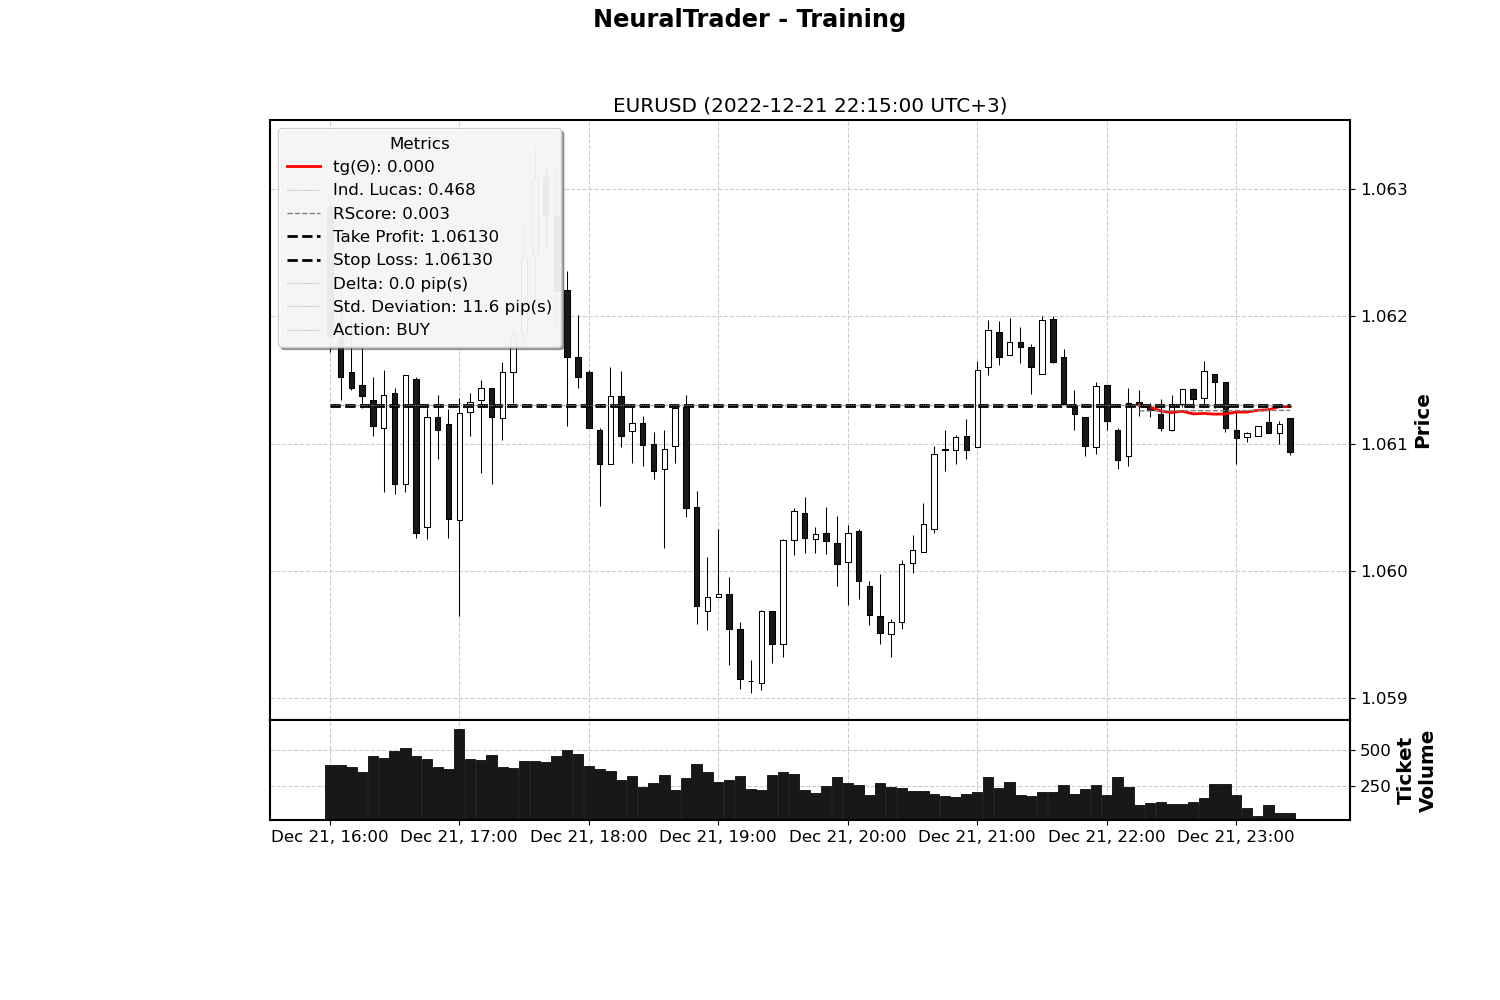 NeuralTrader - Training
EURUSD (2022-12-21 22:15:00 UTC+3)
Metrics
tg(Θ): 0.000
Ind. Lucas: 0.468
RScore: 0.003
Take Profit: 1.06130
Stop Loss: 1.06130
Delta: 0.0 pip(s)
Std. Deviation: 11.6 pip(s)
Action: BUY
1.063
1.062
1.061
1.060
1.059
Price
500
250
Ticket
Volume
Dec 21, 16:00 Dec 21, 17:00 Dec 21, 18:00 Dec 21, 19:00 Dec 21, 20:00 Dec 21, 21:00 Dec 21, 22:00 Dec 21, 23:00